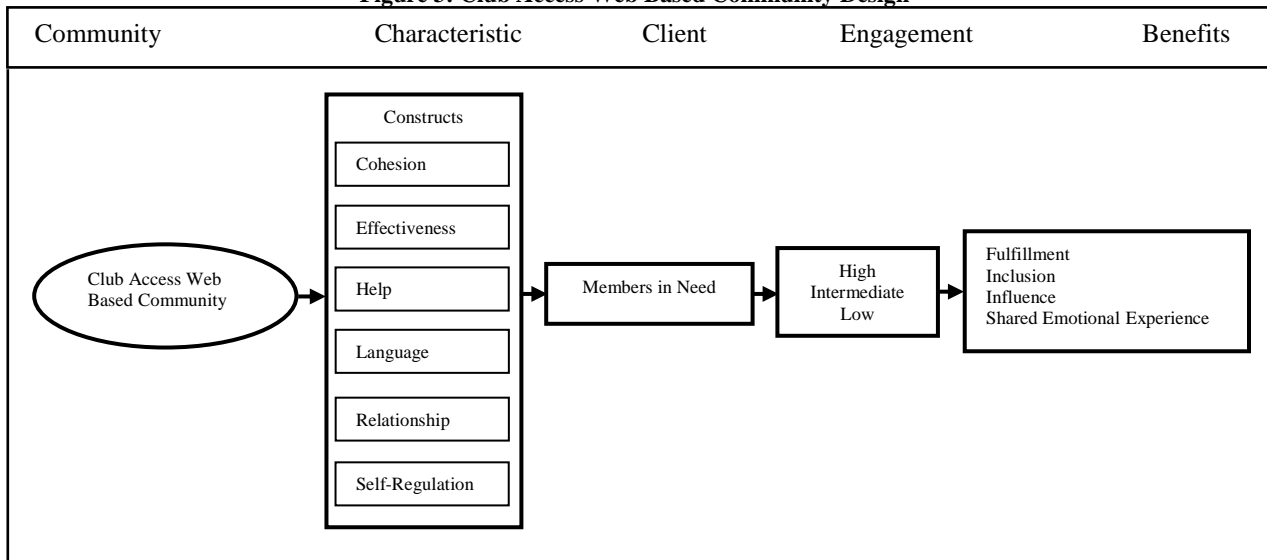 Figure 3: Club Access Web Based Community Design
Community Characteristic Client Engagement Benefits
Constructs
Cohesion
Effectiveness
Help
Language
Relationship
Self-Regulation
Club Access Web
Based Community
Members in Need
High
Intermediate
Low
Fulfillment
Inclusion
Influence
Shared Emotional Experience